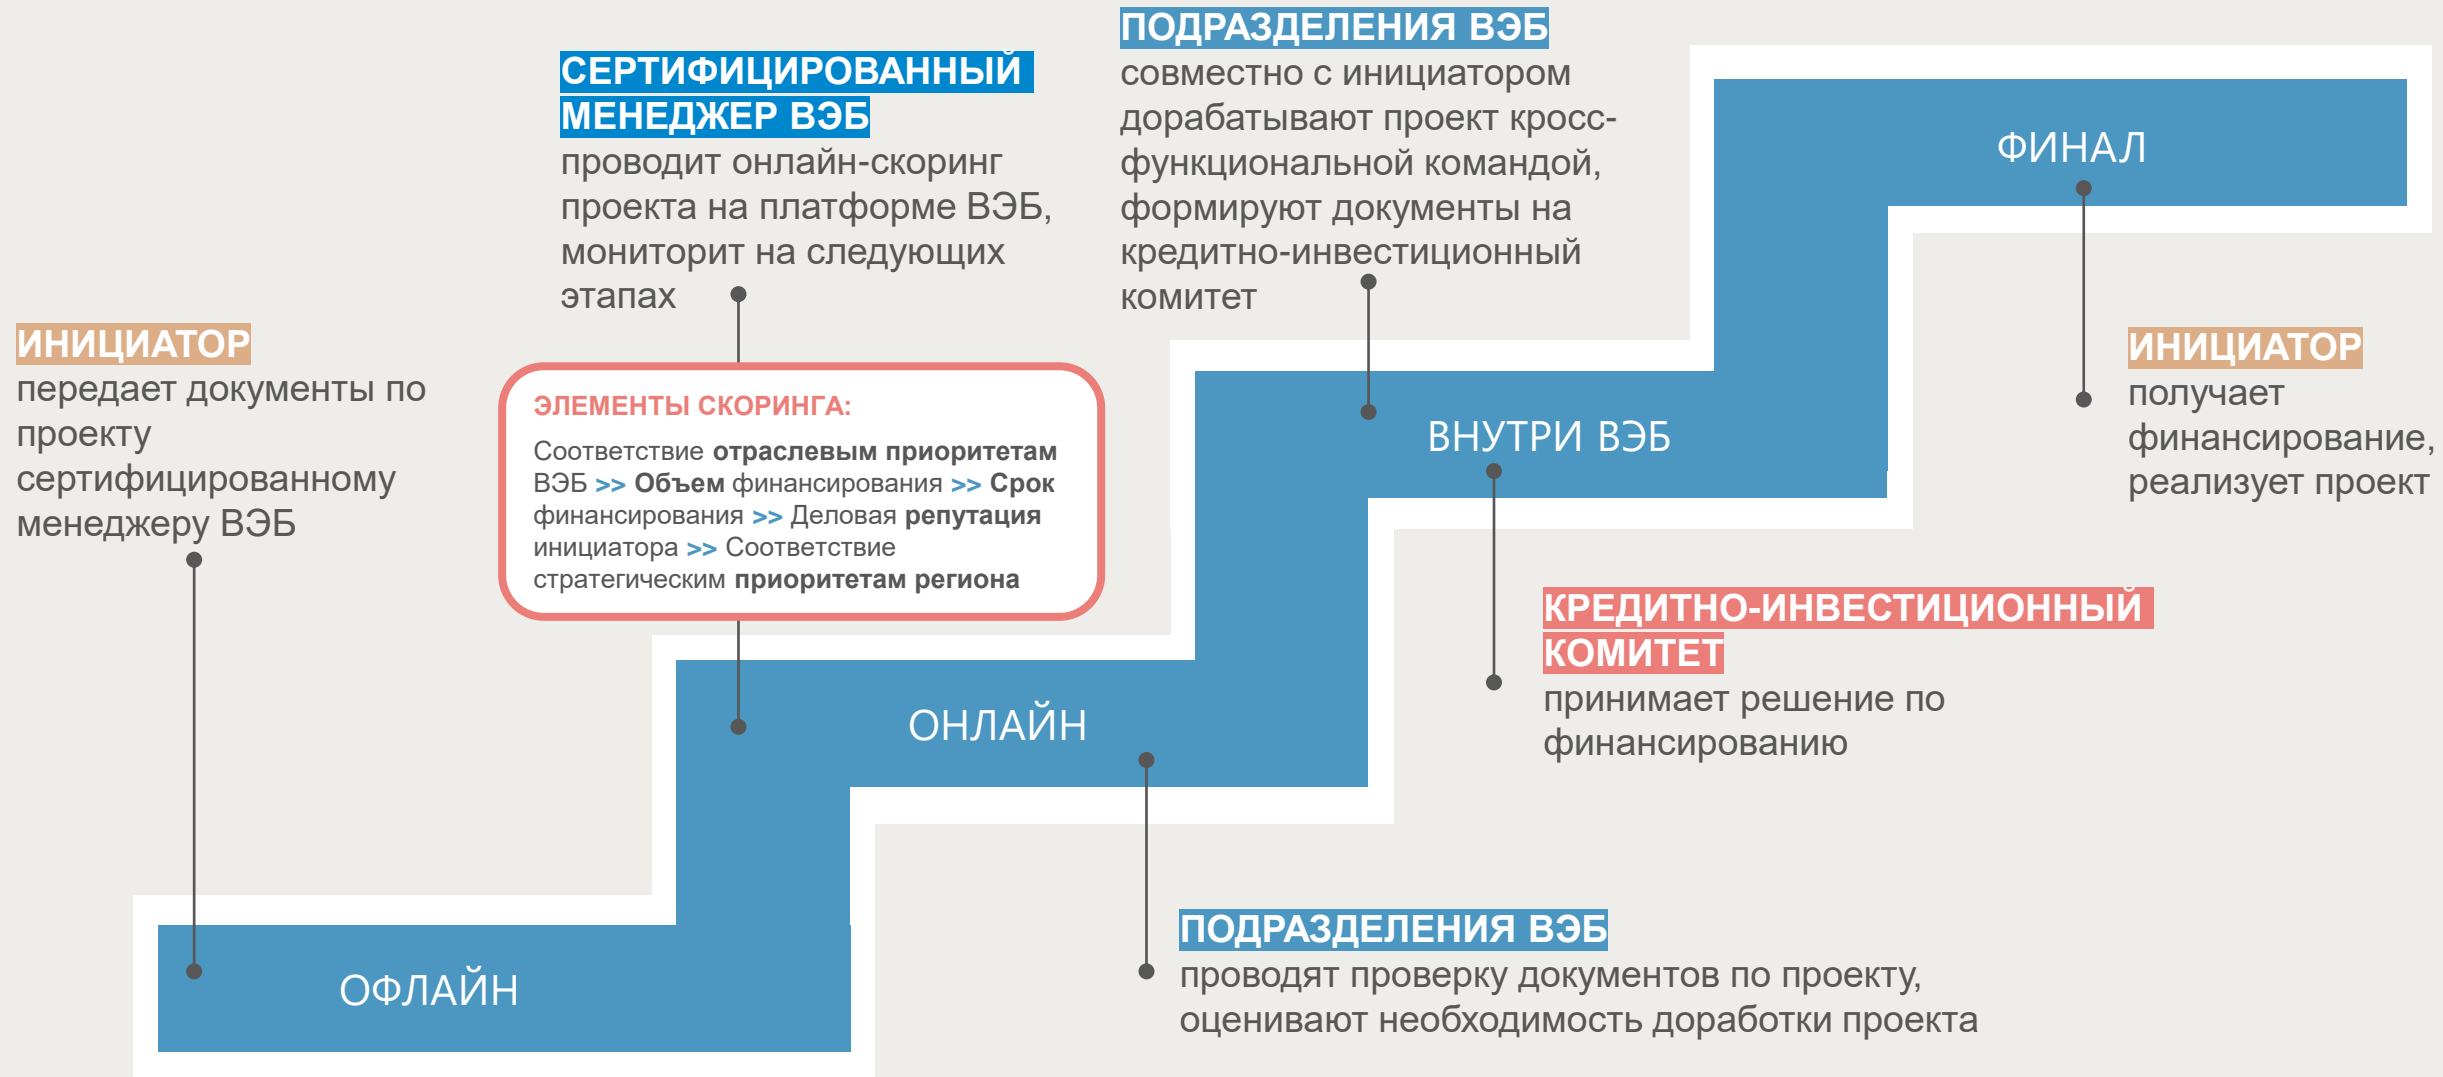 ИНИЦИАТОР
передает документы по
проекту
сертифицированному
менеджеру ВЭБ
ОФЛАЙН
СЕРТИФИЦИРОВАННЫЙ
МЕНЕДЖЕР ВЭБ
проводит онлайн-скоринг
проекта на платформе ВЭБ,
мониторит на следующих
этапах
ЭЛЕМЕНТЫ СКОРИНГА:
Соответствие отраслевым приоритетам
ВЭБ >> Объем финансирования >> Срок
финансирования >> Деловая репутация
инициатора >> Соответствие
стратегическим приоритетам региона
ОНЛАЙН
ПОДРАЗДЕЛЕНИЯ ВЭБ
проводят проверку документов по проекту,
оценивают необходимость доработки проекта
ПОДРАЗДЕЛЕНИЯ ВЭБ
совместно с инициатором
дорабатывают проект кросс-
функциональной командой,
формируют документы на
кредитно-инвестиционный
комитет
ВНУТРИ ВЭБ
КРЕДИТНО-ИНВЕСТИЦИОННЫЙ
КОМИТЕТ
принимает решение по
финансированию
ФИНАЛ
ИНИЦИАТОР
получает
финансирование,
реализует проект